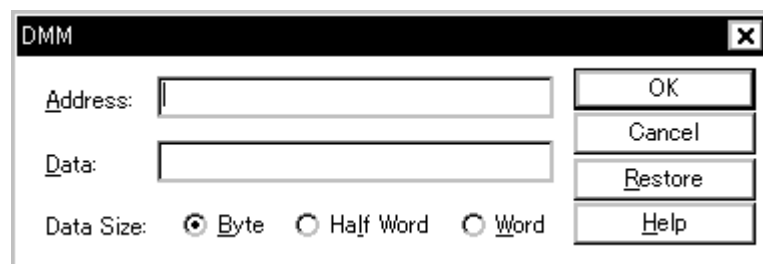 DMM
Address:
OK
Cancel
Data:
Restore
Data Size: Byte Half Word Word
Help